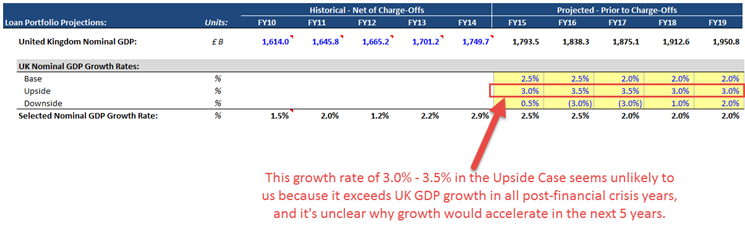 Historical - Net of Charge-Offs Projected - Prior to Charge-Offs
Loan Portfolio Projections: Units: FY10 FY11 FY12 FY13 FY14 FY15 FY16 FY17 FY18 FY19
United Kingdom Nominal GDP: £ B 1,614.0 1,645.8 1,665.2 1,701.2 1,749.7 1,793.5 1,838.3 1,875.1 1,912.6 1,950.8
UK Nominal GDP Growth Rates:
Base % 2.5% 2.5% 2.0% 2.0% 2.0%
Upside % 3.0% 3.5% 3.5% 3.0% 3.0%
Downside % 0.5% (3.0%) (3.0%) 1.0% 2.0%
Selected Nominal GDP Growth Rate: % 1.5% 2.0% 1.2% 2.2% 2.9% 2.5% 2.5% 2.0% 2.0% 2.0%
This growth rate of 3.0% - 3.5% in the Upside Case seems unlikely to
us because it exceeds UK GDP growth in all post-financial crisis years,
and it's unclear why growth would accelerate in the next 5 years.